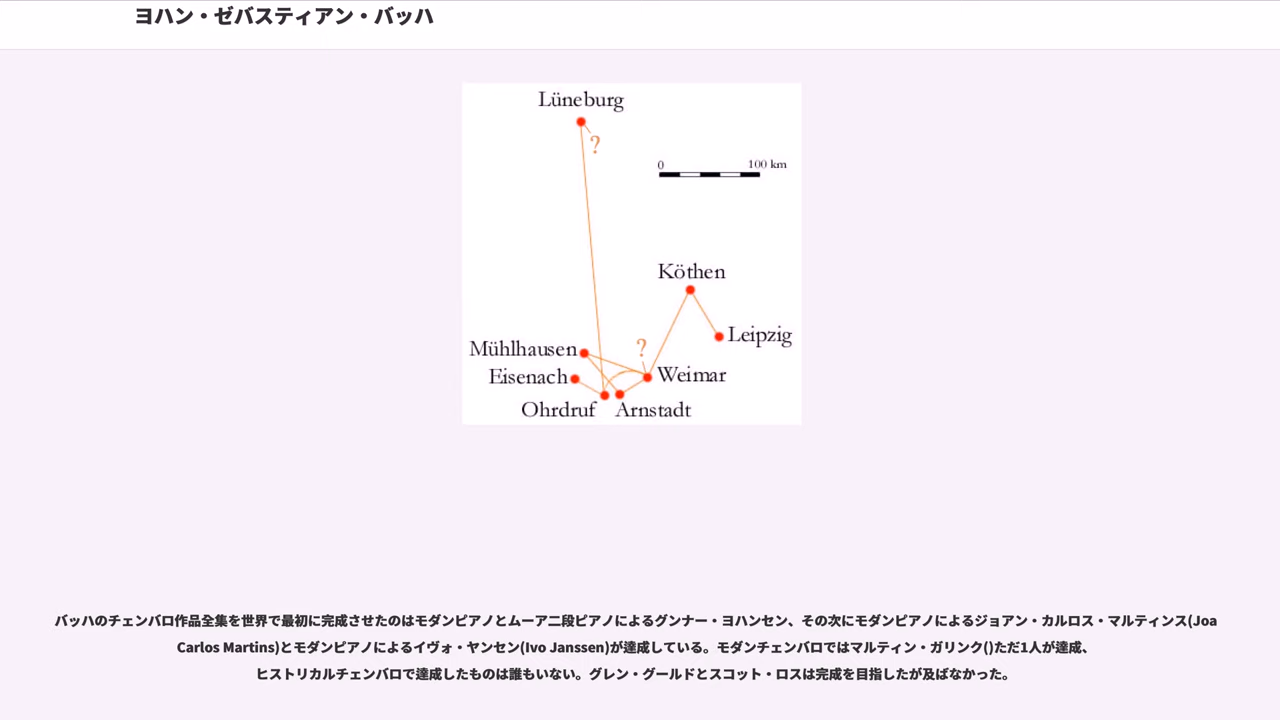 ヨハン・ゼバスティアン・バッハ
Lüneburg
?
0 100 km
Köthen
Leipzig
Mühlhausen
?
Eisenach
Weimar
Ohrdruf Arnstadt
バッハのチェンバロ作品全集を世界で最初に完成させたのはモダンピアノとムーア二段ピアノによるグンナー・ヨハンセン、その次にモダンピアノによるジョアン・カルロス・マルティンス(Joa
Carlos Martins)とモダンピアノによるイヴォ・ヤンセン(Ivo Janssen)が達成している。モダンチェンバロではマルティン・ガリンク()ただ1人が達成、
ヒストリカルチェンバロで達成したものは誰もいない。グレン・グールドとスコット・ロスは完成を目指したが及ばなかった。